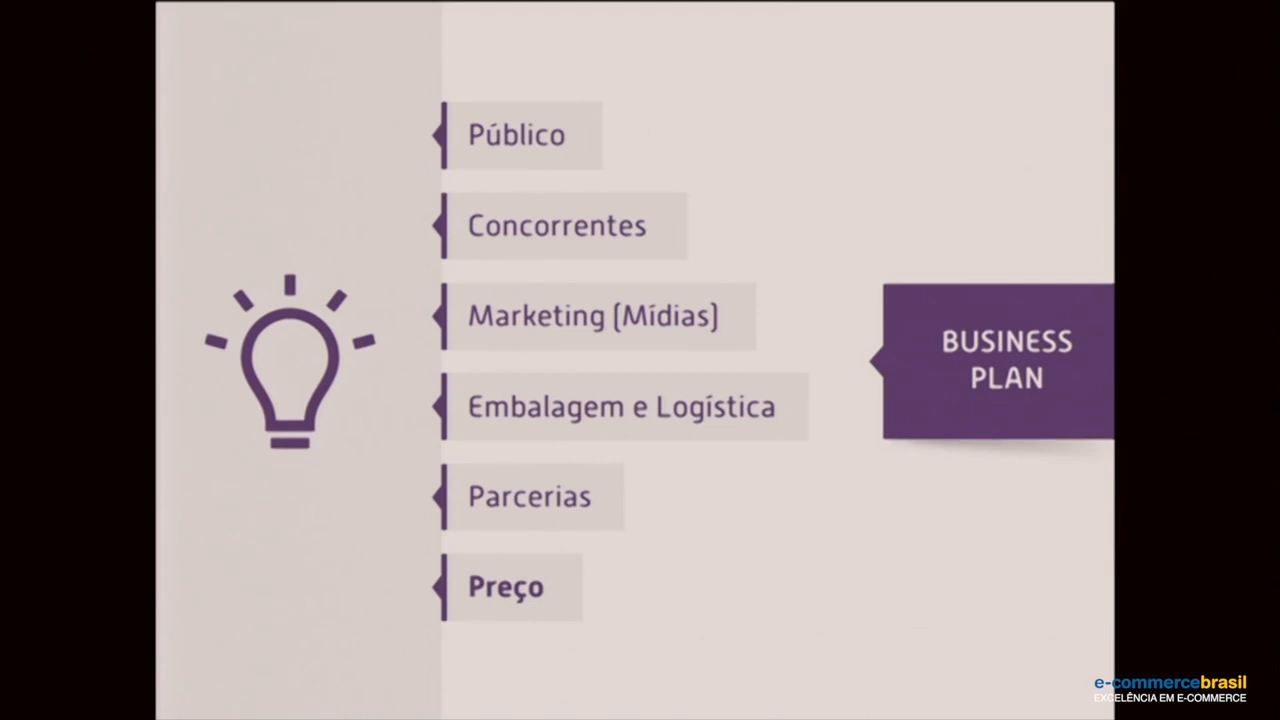 Público
Concorrentes
Marketing (Mídias)
Embalagem e Logística
Parcerias
Preço
BUSINESS
PLAN
e-commercebrasil
EXCELÊNCIA EM E-COMMERCE